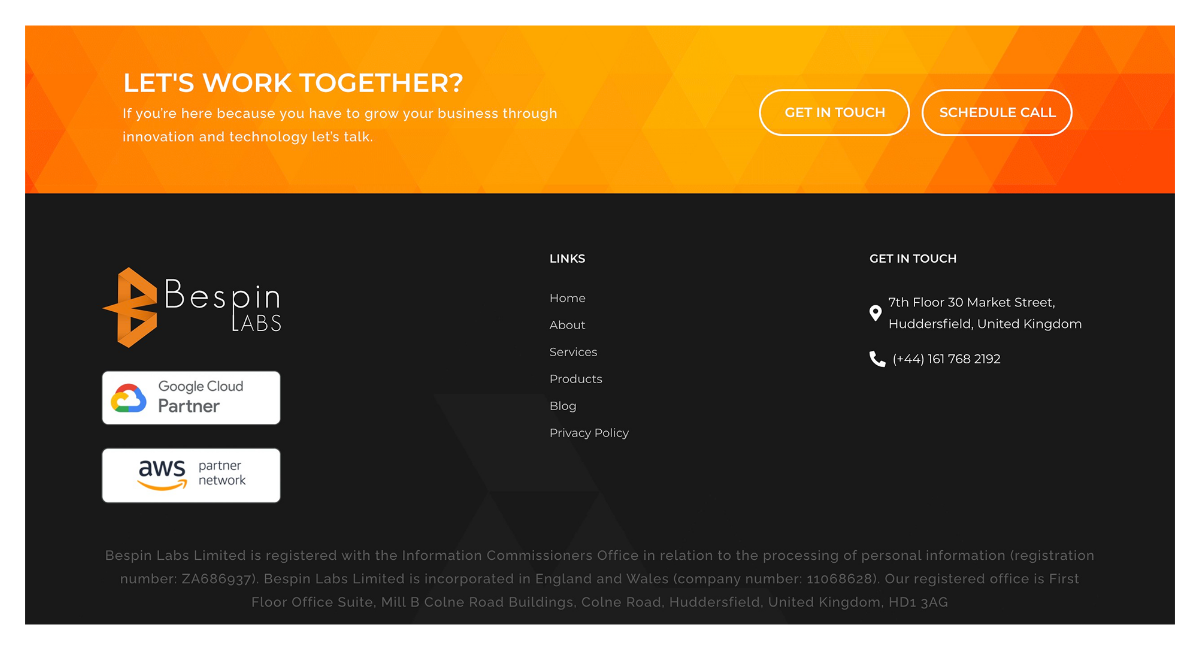 LET'S WORK TOGETHER?
If you're here because you have to grow your business through
innovation and technology let's talk.
GET IN TOUCH
SCHEDULE CALL
Bespin
LABS
Google Cloud
Partner
aws
partner
network
LINKS
Home
About
Services
Products
Blog
Privacy Policy
GET IN TOUCH
7th Floor 30 Market Street,
Huddersfield, United Kingdom
(+44) 161 768 2192
Bespin Labs Limited is registered with the Information Commissioners Office in relation to the processing of personal information (registration
number: ZA686937). Bespin Labs Limited is incorporated in England and Wales (company number: 11068628). Our registered office is First
Floor Office Suite, Mill B Colne Road Buildings, Colne Road, Huddersfield, United Kingdom, HD1 3AG